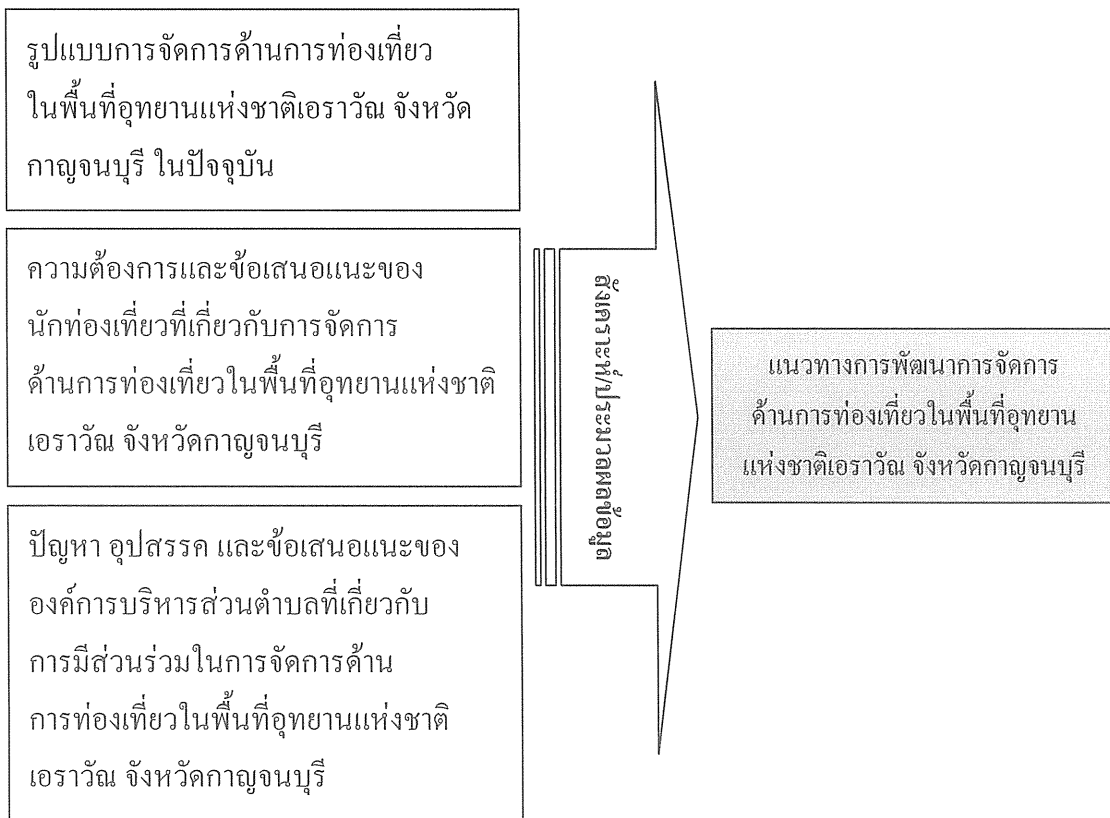 รูปแบบการจัดการด้านการท่องเที่ยว
ในพื้นที่อุทยานแห่งชาติเอราวัณ จังหวัด
กาญจนบุรี ในปัจจุบัน
ความต้องการและข้อเสนอแนะของ
นักท่องเที่ยวที่เกี่ยวกับการจัดการ
ด้านการท่องเที่ยวในพื้นที่อุทยานแห่งชาติ
เอราวัณ จังหวัดกาญจนบุรี
ปัญหา อุปสรรค และข้อเสนอแนะของ
องค์การบริหารส่วนตำบลที่เกี่ยวกับ
การมีส่วนร่วมในการจัดการด้าน
การท่องเที่ยวในพื้นที่อุทยานแห่งชาติ
เอราวัณ จังหวัดกาญจนบุรี
สังเคราะห์/ประมวลผลข้อมูล
แนวทางการพัฒนาการจัดการ
ด้านการท่องเที่ยวในพื้นที่อุทยาน
แห่งชาติเอราวัณ จังหวัดกาญจนบุรี